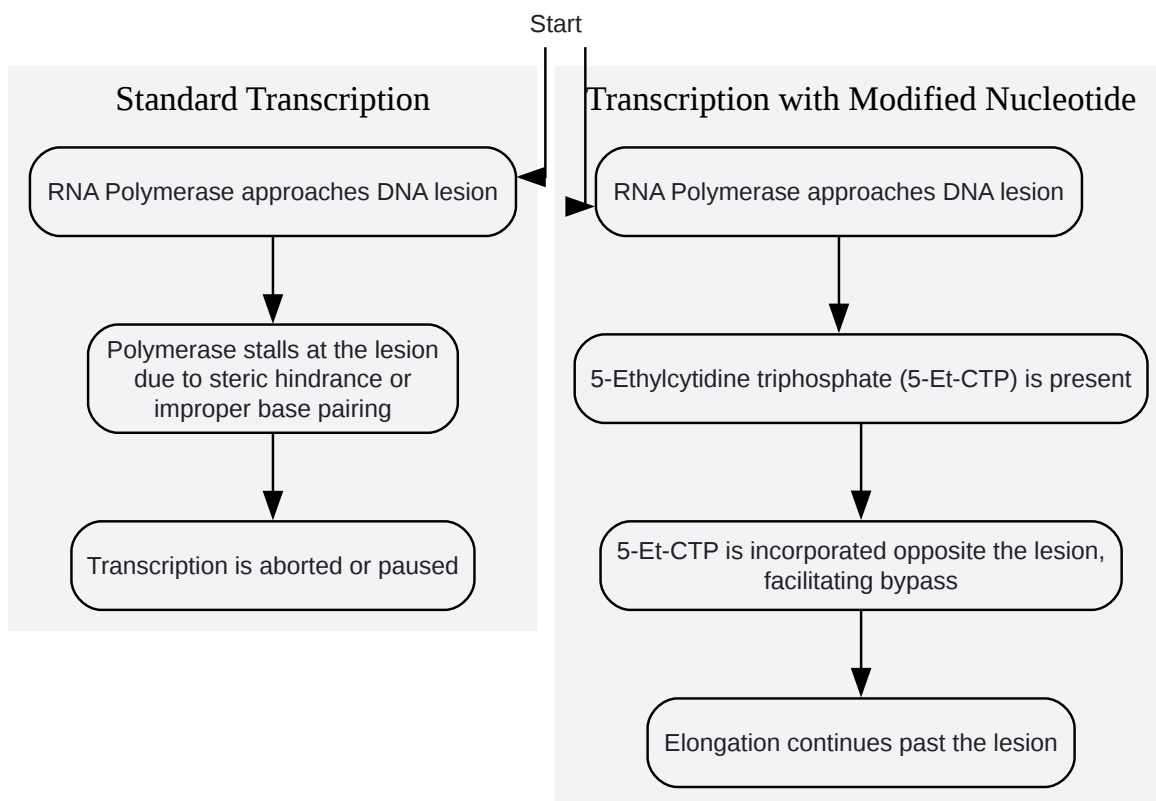 Start
Standard Transcription
RNA Polymerase approaches DNA lesion
Polymerase stalls at the lesion
due to steric hindrance or
improper base pairing
Transcription is aborted or paused
Transcription with Modified Nucleotide
RNA Polymerase approaches DNA lesion
5-Ethylcytidine triphosphate (5-Et-CTP) is present
5-Et-CTP is incorporated opposite the lesion,
facilitating bypass
Elongation continues past the lesion